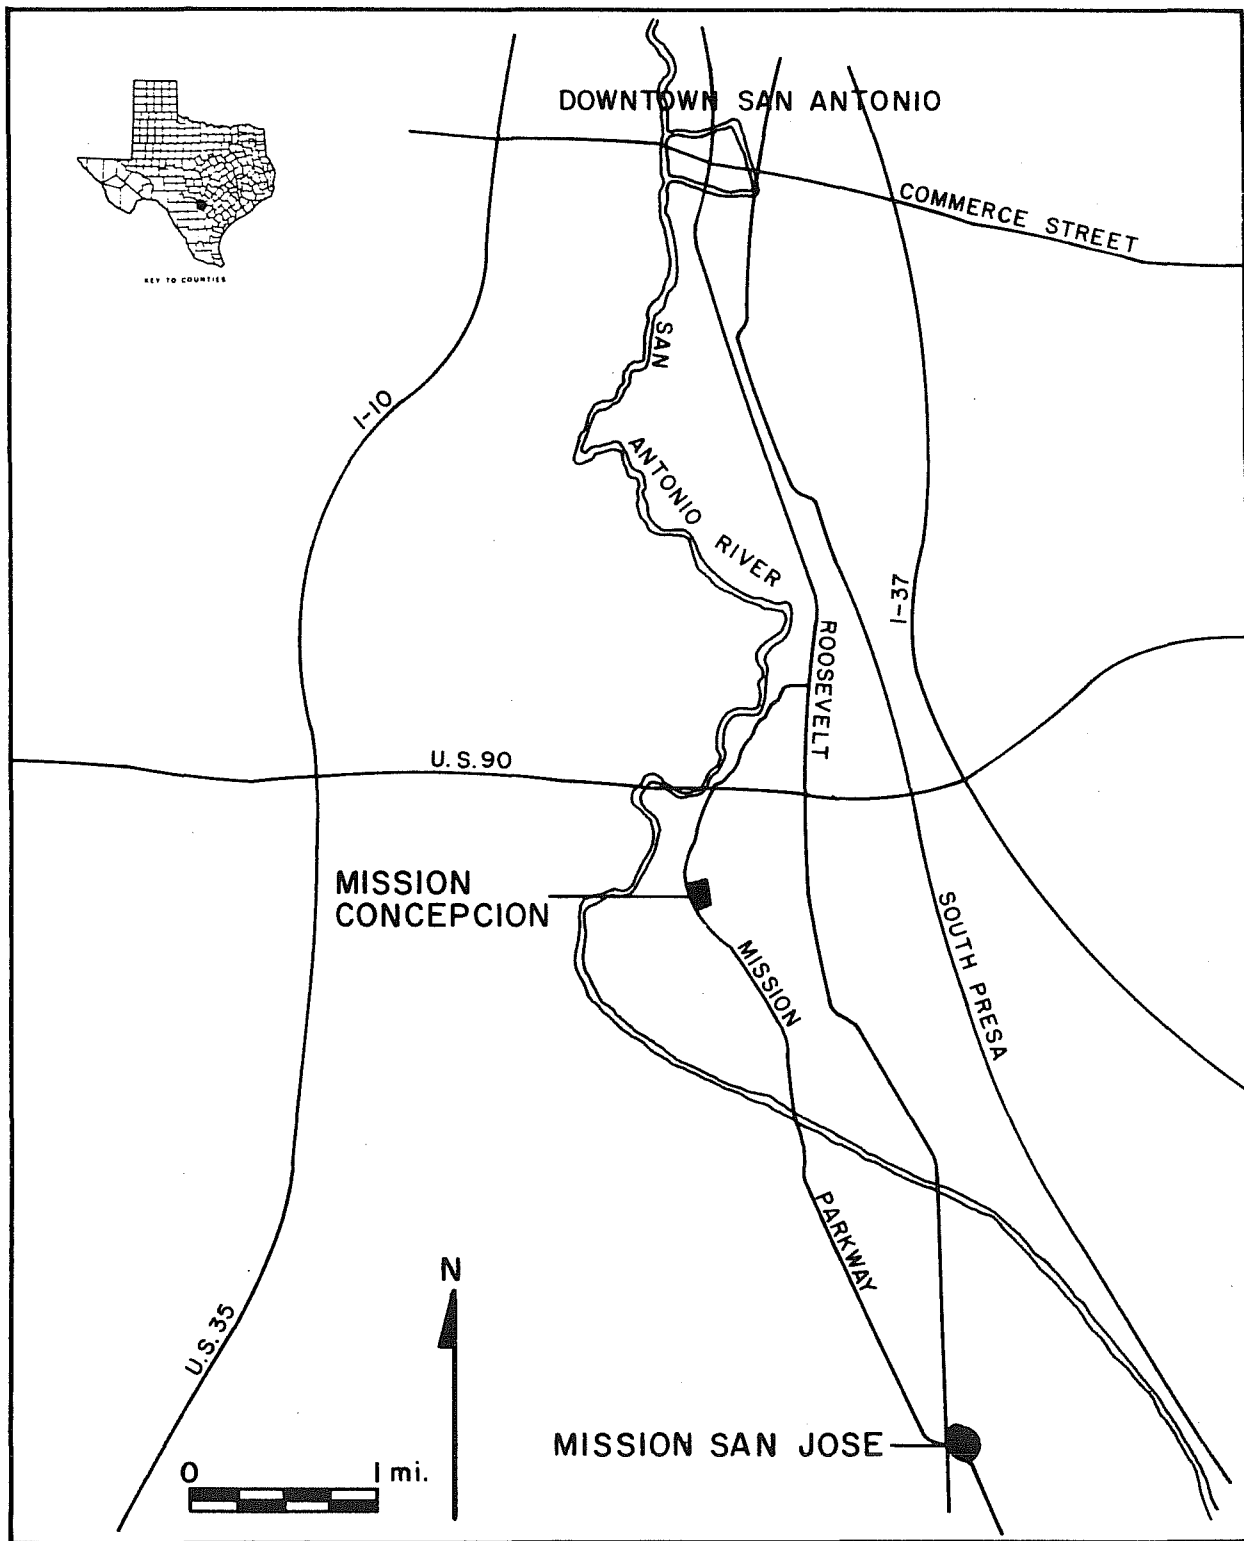 DOWNTOWN SAN ANTONIO
COMMERCE STREET
KEY TO COUNTIES
SAN
ANTONIO
RIVER
I-10
I-37
ROOSEVELT
U.S.90
MISSION
CONCEPCION
MISSION
SOUTH PRESA
PARKWAY
N
U.S.35
MISSION SAN JOSE
0 1 mi.